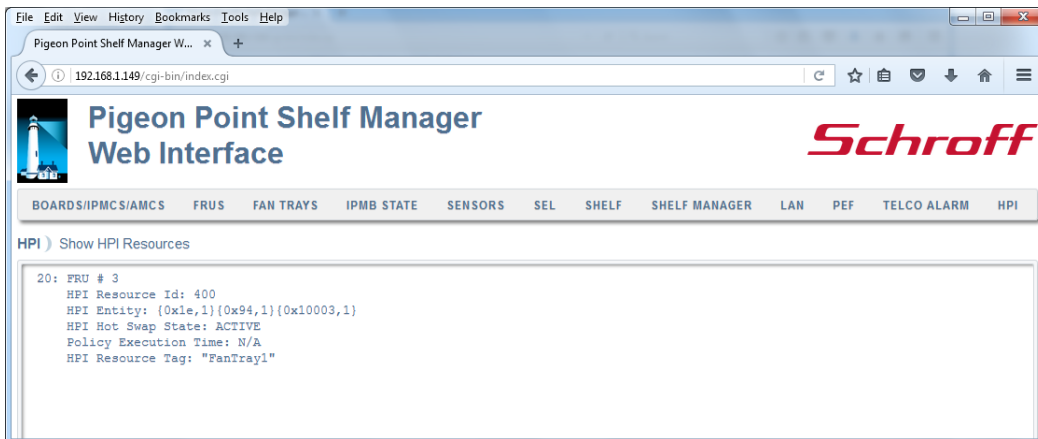 File Edit View History Bookmarks Tools Help
Pigeon Point Shelf Manager W...
192.168.1.149/cgi-bin/index.cgi
Pigeon Point Shelf Manager
Web Interface
Schroff
BOARDS/IPMCS/AMCS FRUS FAN TRAYS IPMB STATE SENSORS SEL SHELF SHELF MANAGER LAN PEF TELCO ALARM HPI
HPI ) Show HPI Resources
20: FRU # 3
HPI Resource Id: 400
HPI Entity: {0x1e,1}{0x94,1}{0x10003,1}
HPI Hot Swap State: ACTIVE
Policy Execution Time: N/A
HPI Resource Tag: "FanTray1"